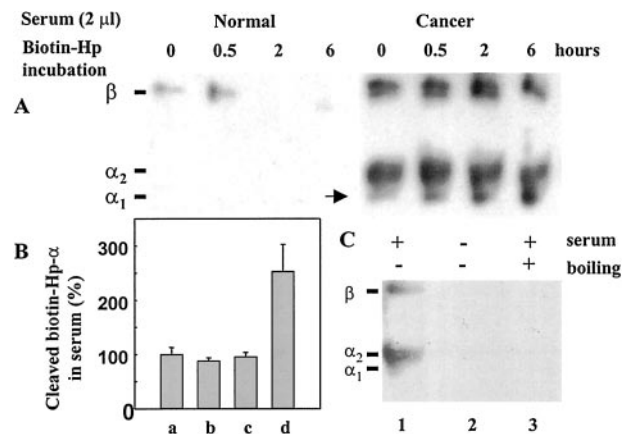 Serum (2 μl) Normal Cancer
Biotin-Hp incubation 0 0.5 2 6 0 0.5 2 6 hours
A
β
α2
α1
B
Cleaved biotin-Hp-α in serum (%)
300
200
100
0
a b c d
C
+ - + serum
- - + boiling
β
α2
α1
1 2 3